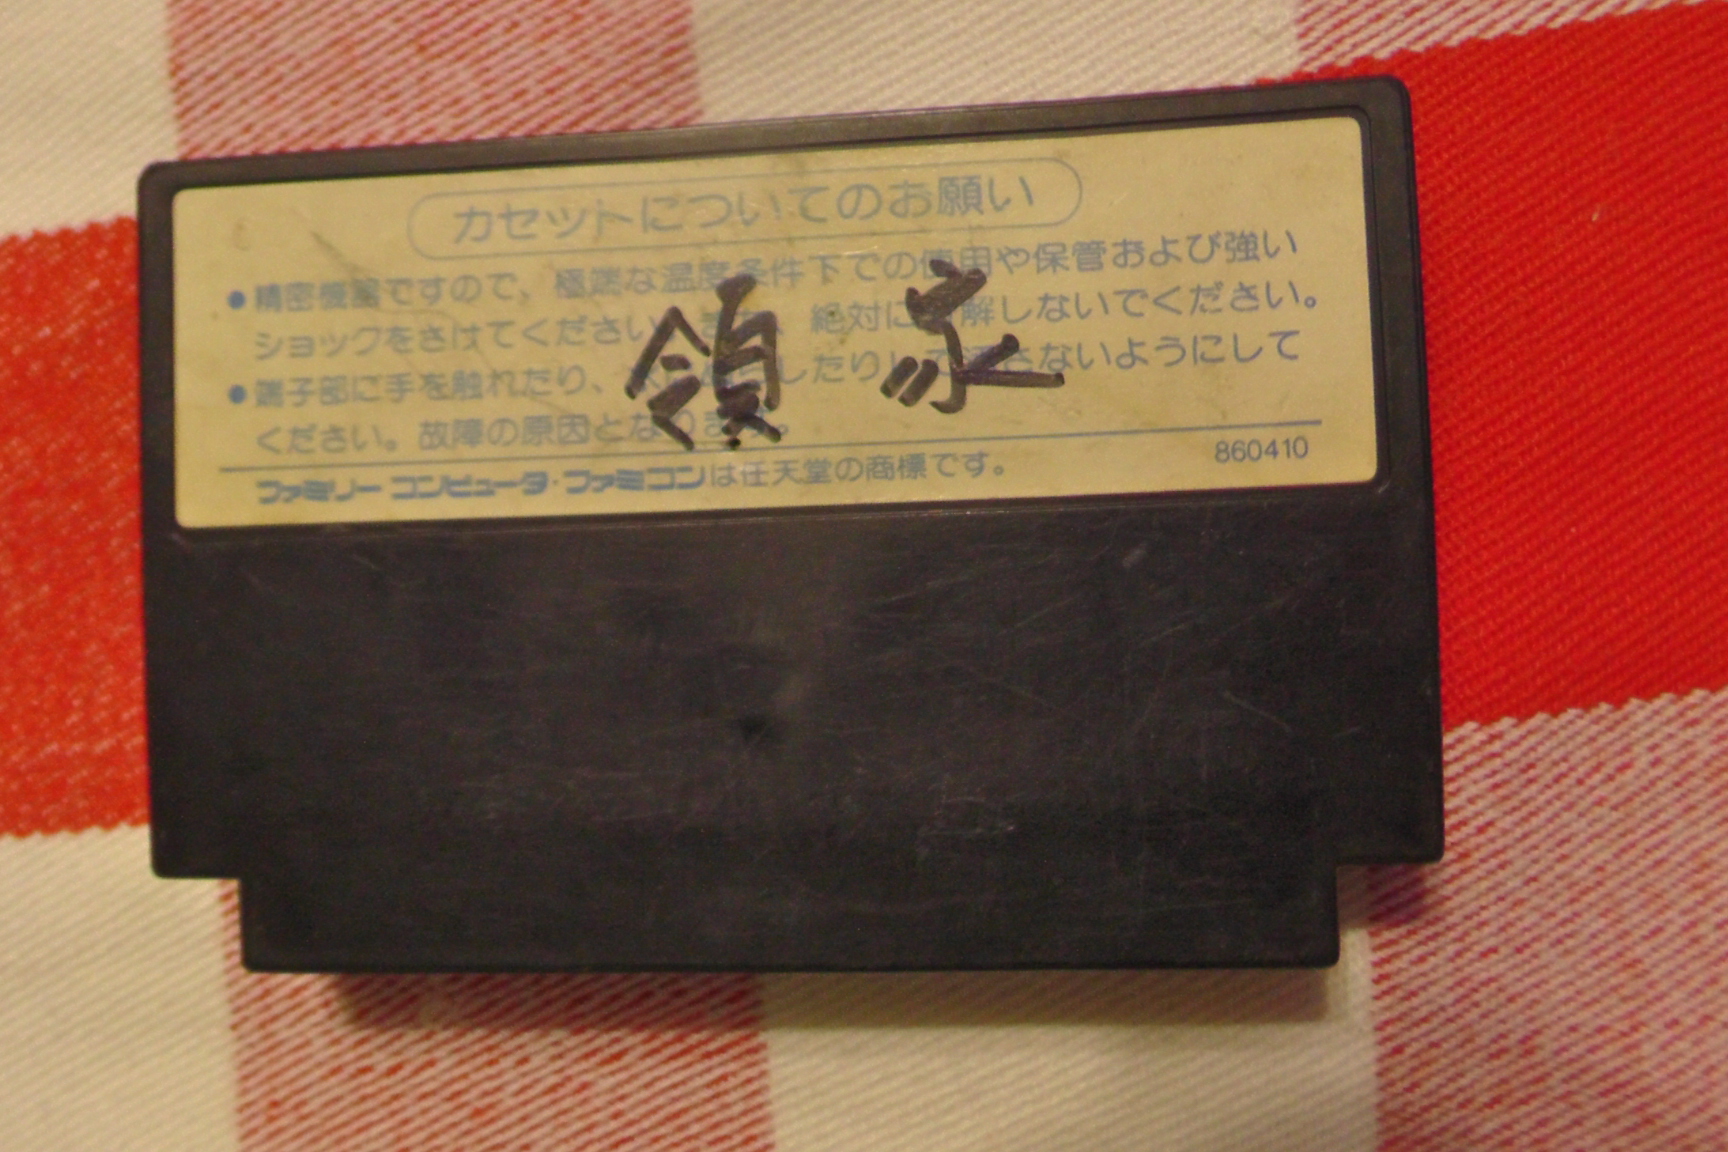 カセットについてのお願い
●精密機器ですので、極端な温度条件下での使用や保管および強い
ショックをさけてください。また、絶対に分解しないでください。
●端子部に手を触れたり、水にぬらしたりして汚さないようにして
ください。故障の原因となります。
領家
ファミリーコンピュータ・ファミコンは任天堂の商標です。
860410